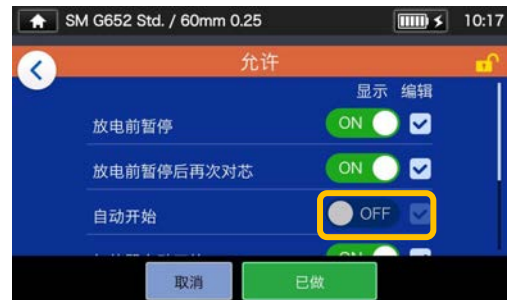 SM G652 Std. / 60mm 0.25 10:17
允许
显示 编辑
放电前暂停 ON
放电前暂停后再次对芯 ON
自动开始 OFF
取消 已做